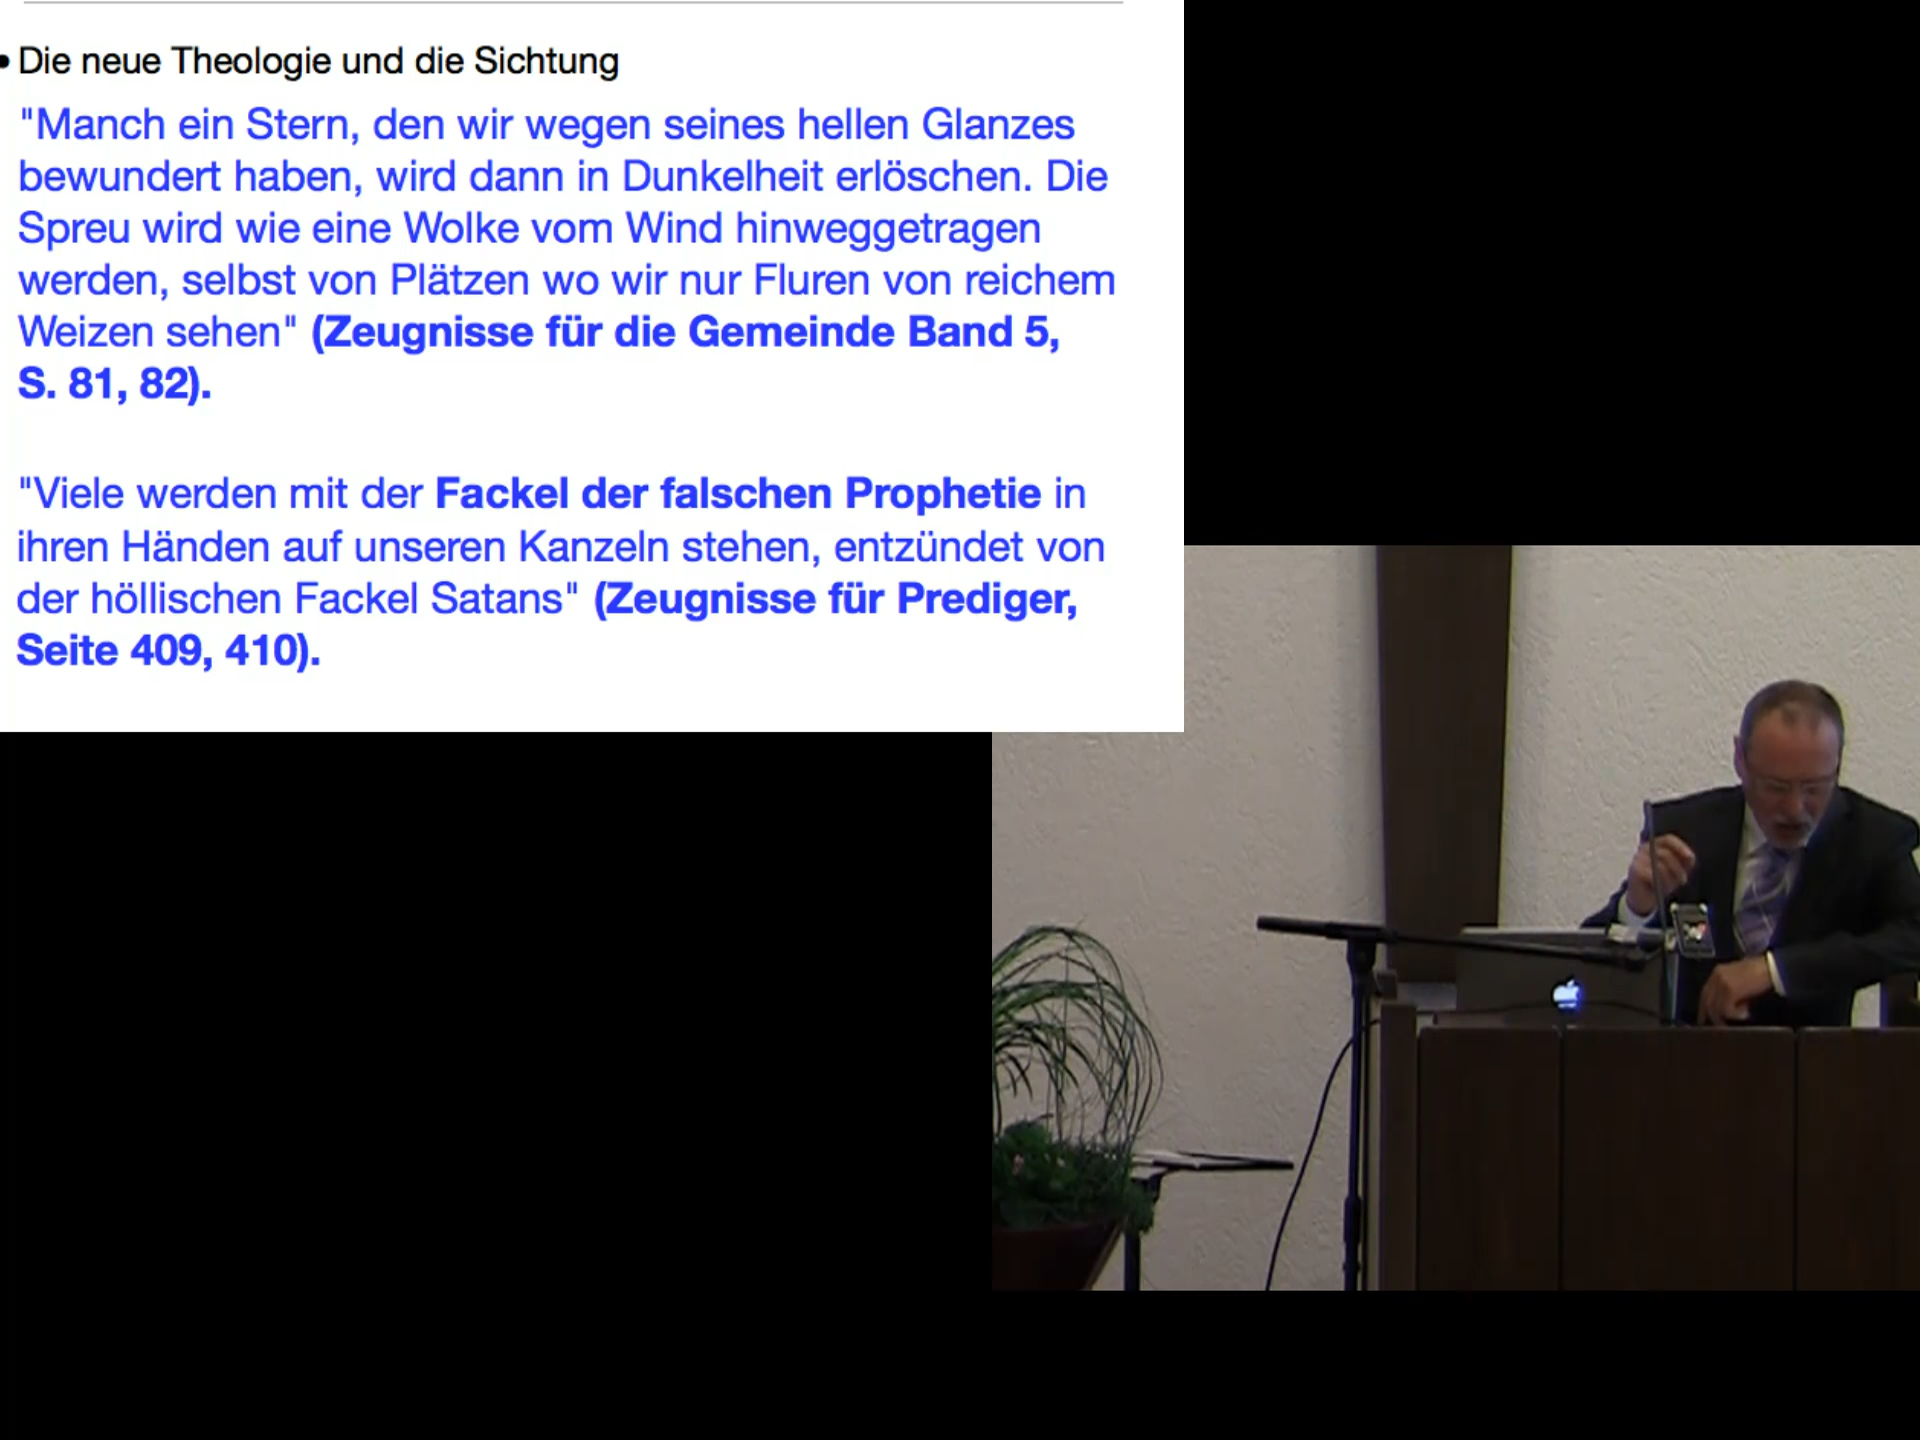 • Die neue Theologie und die Sichtung
"Manch ein Stern, den wir wegen seines hellen Glanzes
bewundert haben, wird dann in Dunkelheit erlöschen. Die
Spreu wird wie eine Wolke vom Wind hinweggetragen
werden, selbst von Plätzen wo wir nur Fluren von reichem
Weizen sehen" (Zeugnisse für die Gemeinde Band 5,
S. 81, 82).
"Viele werden mit der Fackel der falschen Prophetie in
ihren Händen auf unseren Kanzeln stehen, entzündet von
der höllischen Fackel Satans" (Zeugnisse für Prediger,
Seite 409, 410).